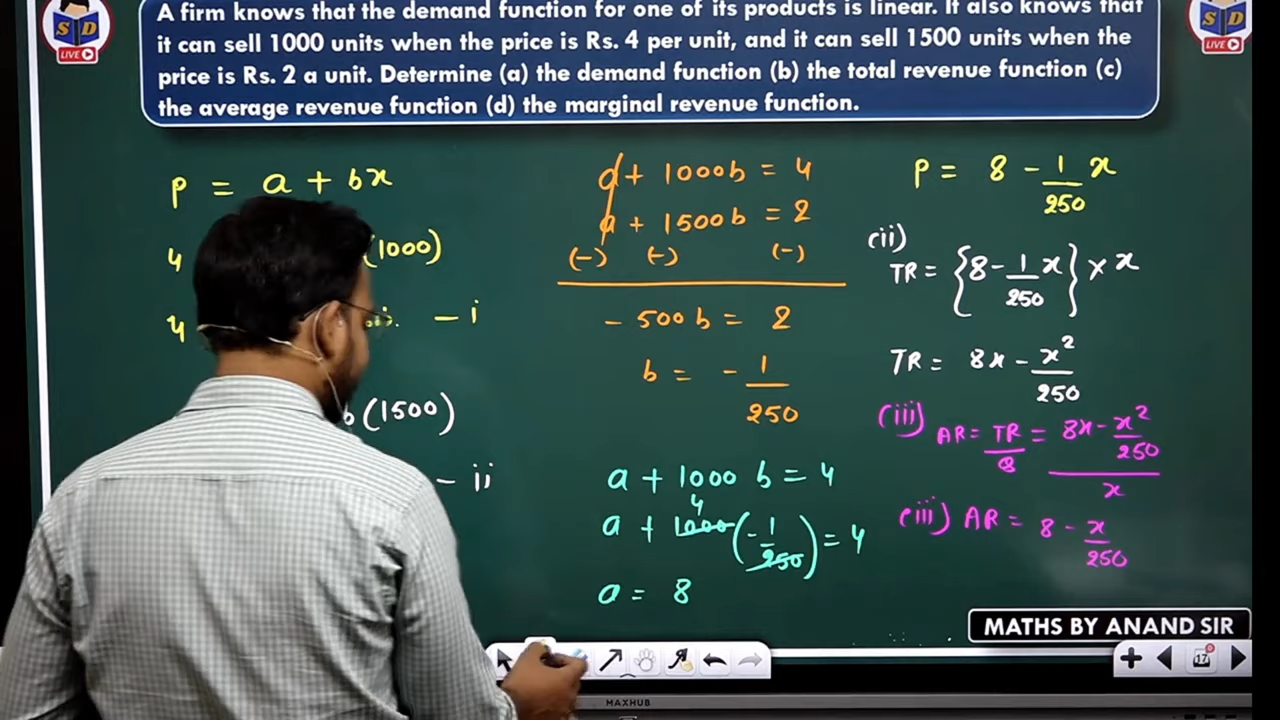 A firm knows that the demand function for one of its products is linear. It also knows that
it can sell 1000 units when the price is Rs. 4 per unit, and it can sell 1500 units when the
price is Rs. 2 a unit. Determine (a) the demand function (b) the total revenue function (c)
the average revenue function (d) the marginal revenue function.
SD
LIVE
SD
LIVE
P = a + bx
4 (1000)
4 - i
b(1500)
- ii
a + 1000b = 4
a + 1500b = 2
(-) (-) (-)
- 500b = 2
b = - 1/250
a + 1000 b = 4
4
a + 1000 (-1/250) = 4
a = 8
P = 8 - 1/250 x
(ii)
TR = {8 - 1/250 x} × x
TR = 8x - x²/250
(iii) AR = TR/Q = (8x - x²/250)/x
(iii) AR = 8 - x/250
MATHS BY ANAND SIR
17
MAXHUB